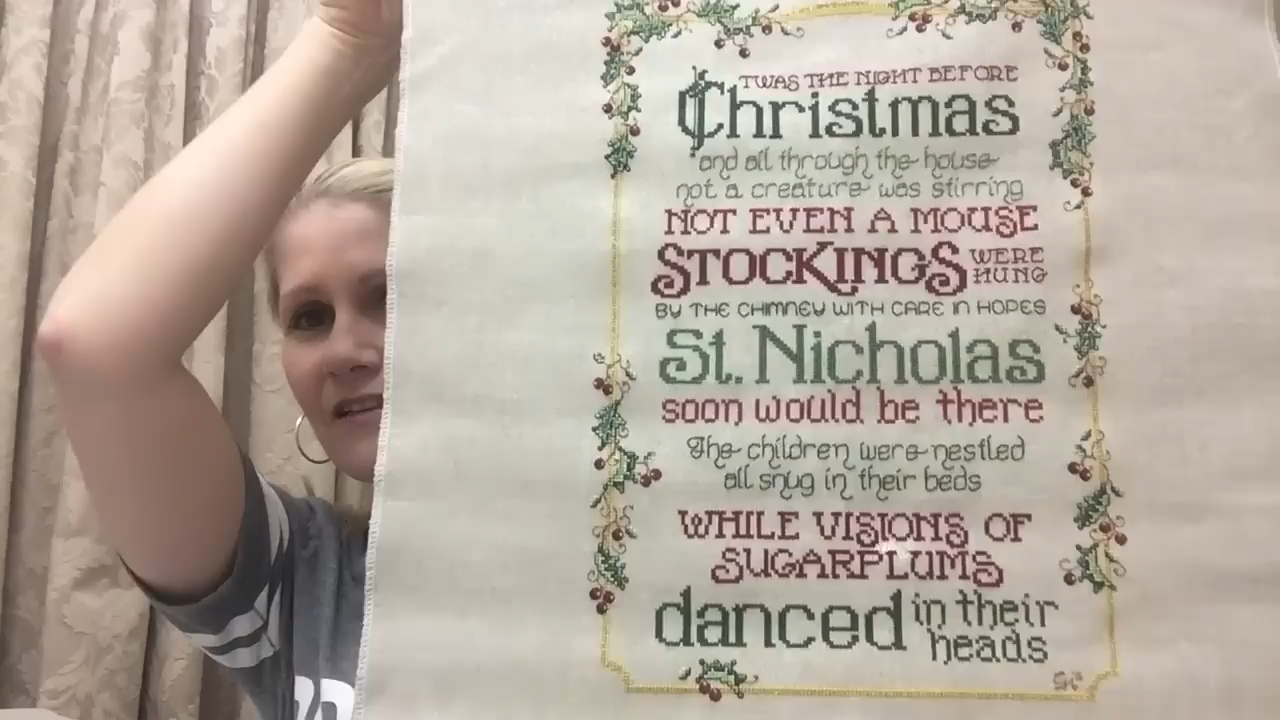 TWAS THE NIGHT BEFORE
Christmas
and all through the house
not a creature was stirring
NOT EVEN A MOUSE
STOCKINGS WERE HUNG
BY THE CHIMNEY WITH CARE IN HOPES
St. Nicholas
soon would be there
The children were nestled
all snug in their beds
WHILE VISIONS OF
SUGARPLUMS
danced in their heads